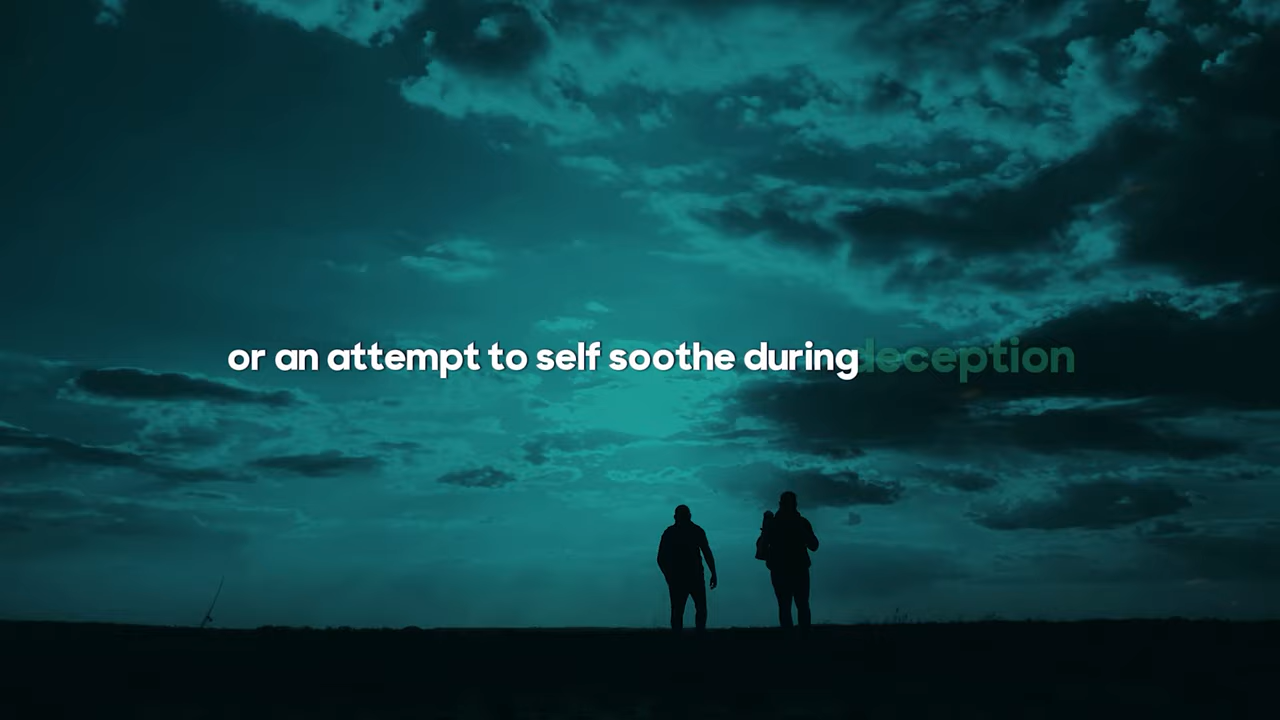 or an attempt to self soothe during deception